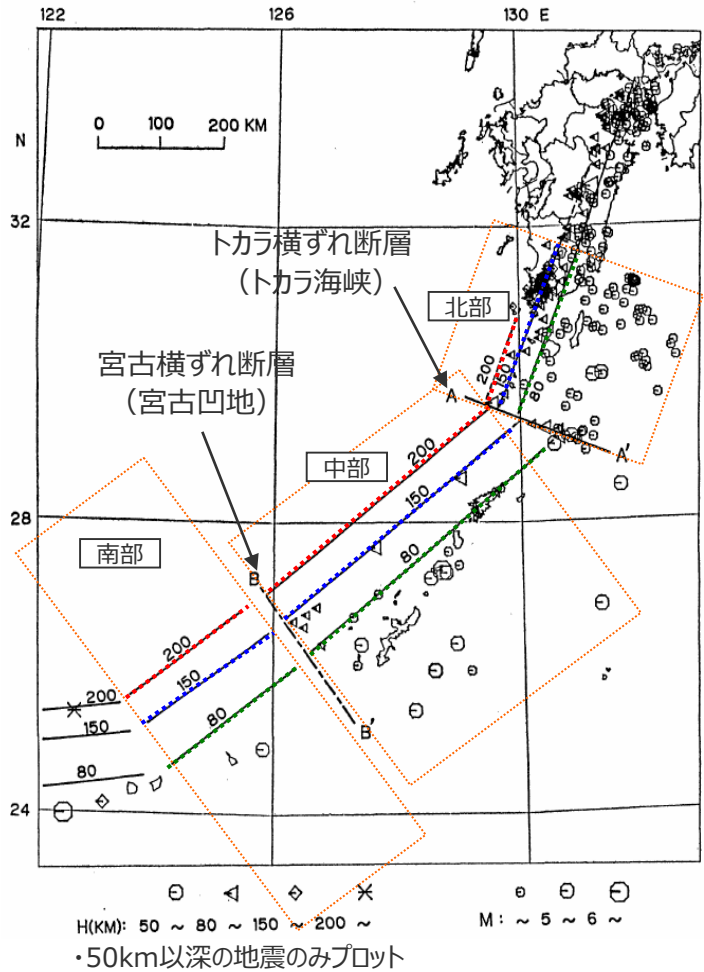 122 126 130 E
0 100 200 KM
N
32
トカラ横ずれ断層
（トカラ海峡）
北部
宮古横ずれ断層
（宮古凹地）
200
150
80
A
A'
中部
200
150
80
28
南部
B
200
150
80
B'
200
150
80
24
H(KM): 50 ~ 80 ~ 150 ~ 200 ~
M: ~ 5 ~ 6 ~
・50km以深の地震のみプロット